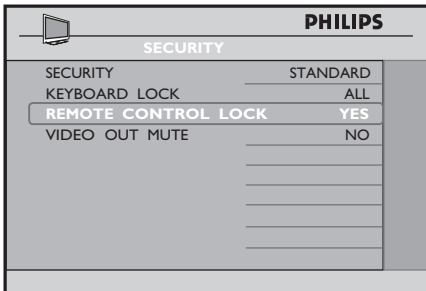 PHILIPS
SECURITY
SECURITY STANDARD
KEYBOARD LOCK ALL
REMOTE CONTROL LOCK YES
VIDEO OUT MUTE NO